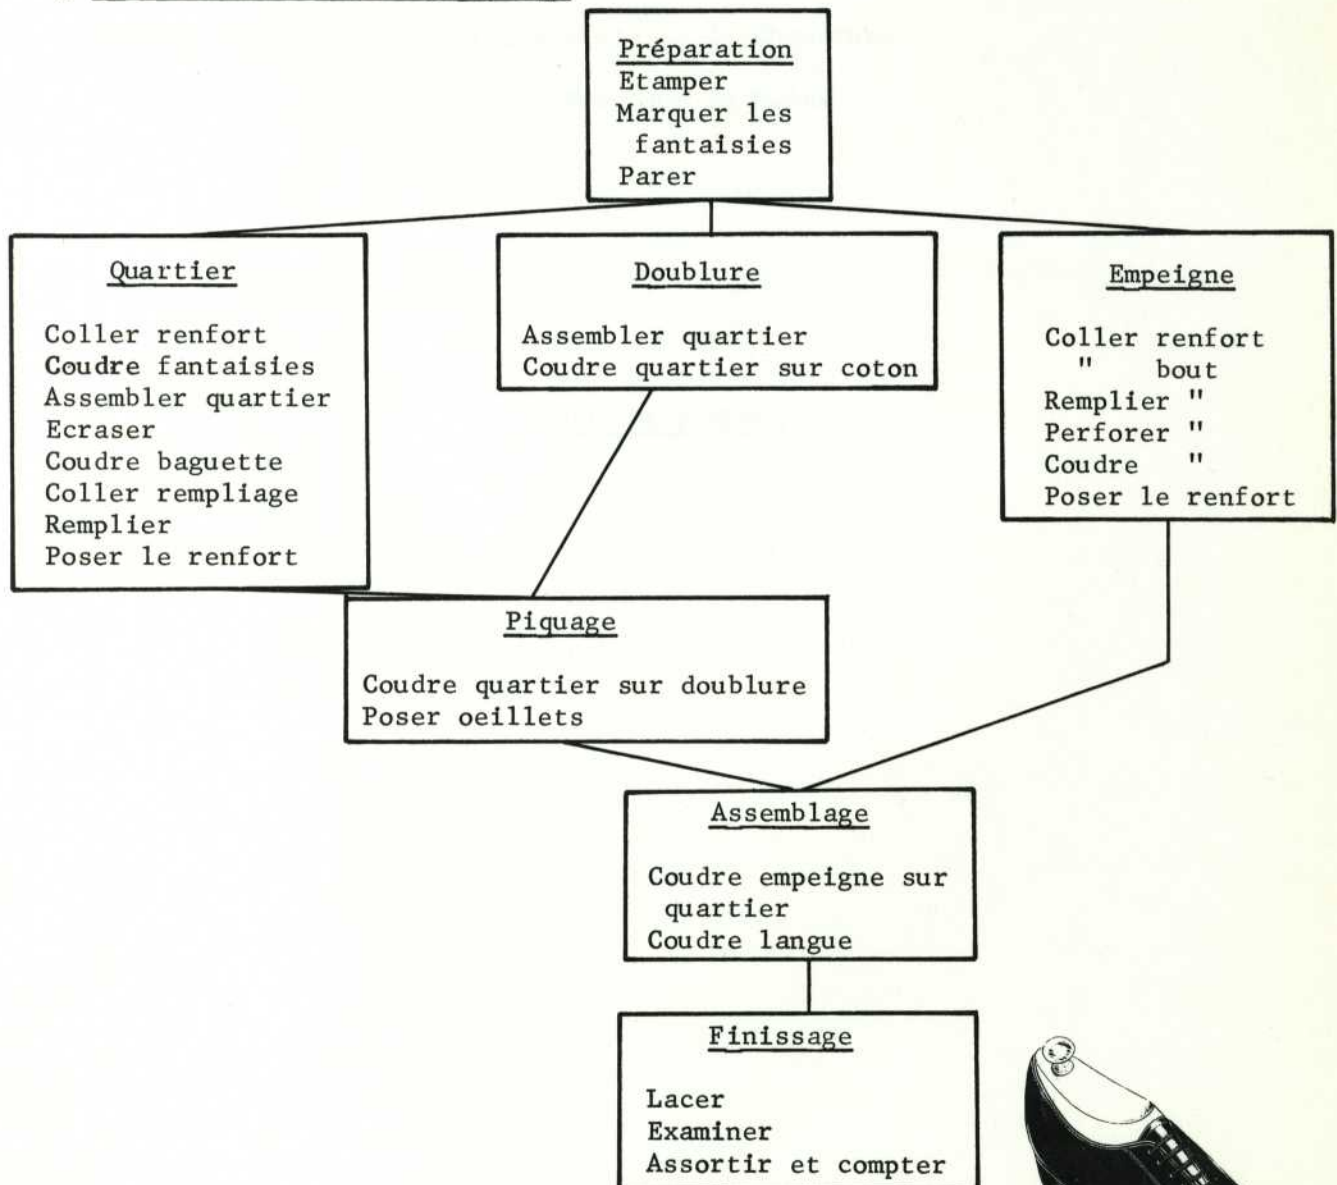 Préparation
Etamper
Marquer les
fantaisies
Parer
Quartier
Coller renfort
Coudre fantaisies
Assembler quartier
Ecraser
Coudre baguette
Coller rempliage
Remplier
Poser le renfort
Doublure
Assembler quartier
Coudre quartier sur coton
Empeigne
Coller renfort
" bout
Remplier "
Perforer "
Coudre "
Poser le renfort
Piquage
Coudre quartier sur doublure
Poser oeillets
Assemblage
Coudre empeigne sur
quartier
Coudre langue
Finissage
Lacer
Examiner
Assortir et compter